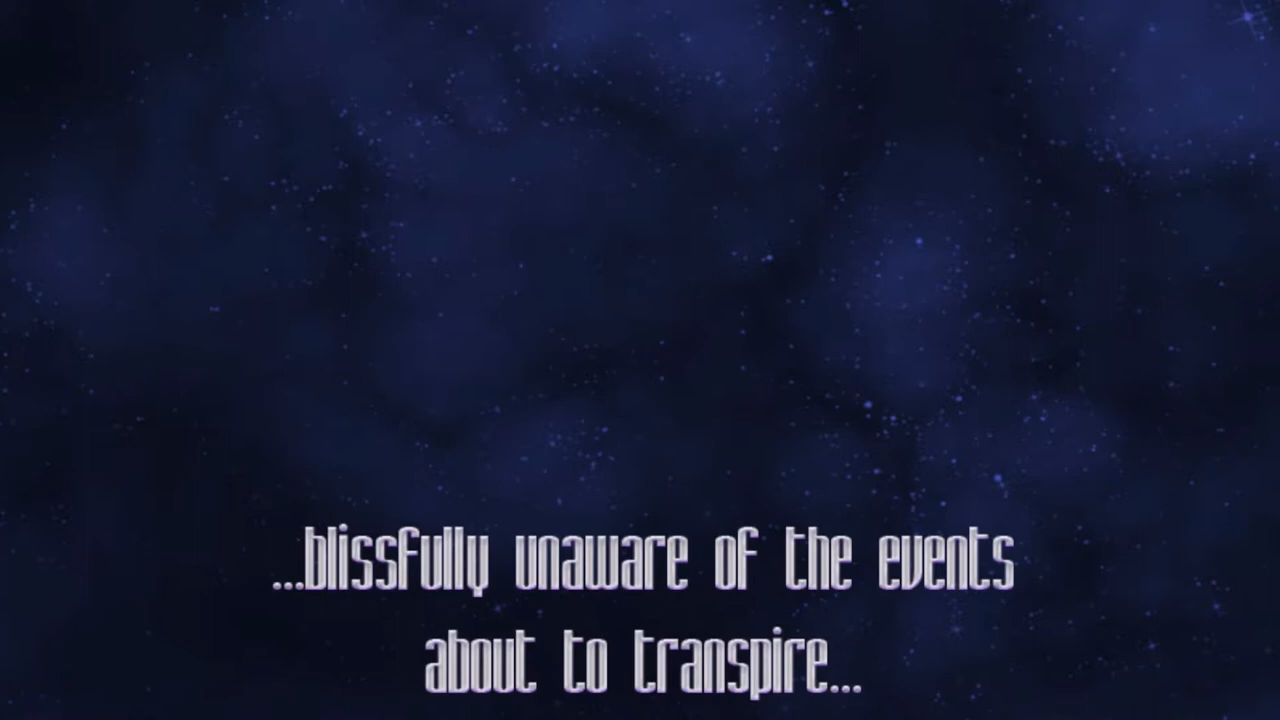 ...blissfully unaware of the events
about to transpire...